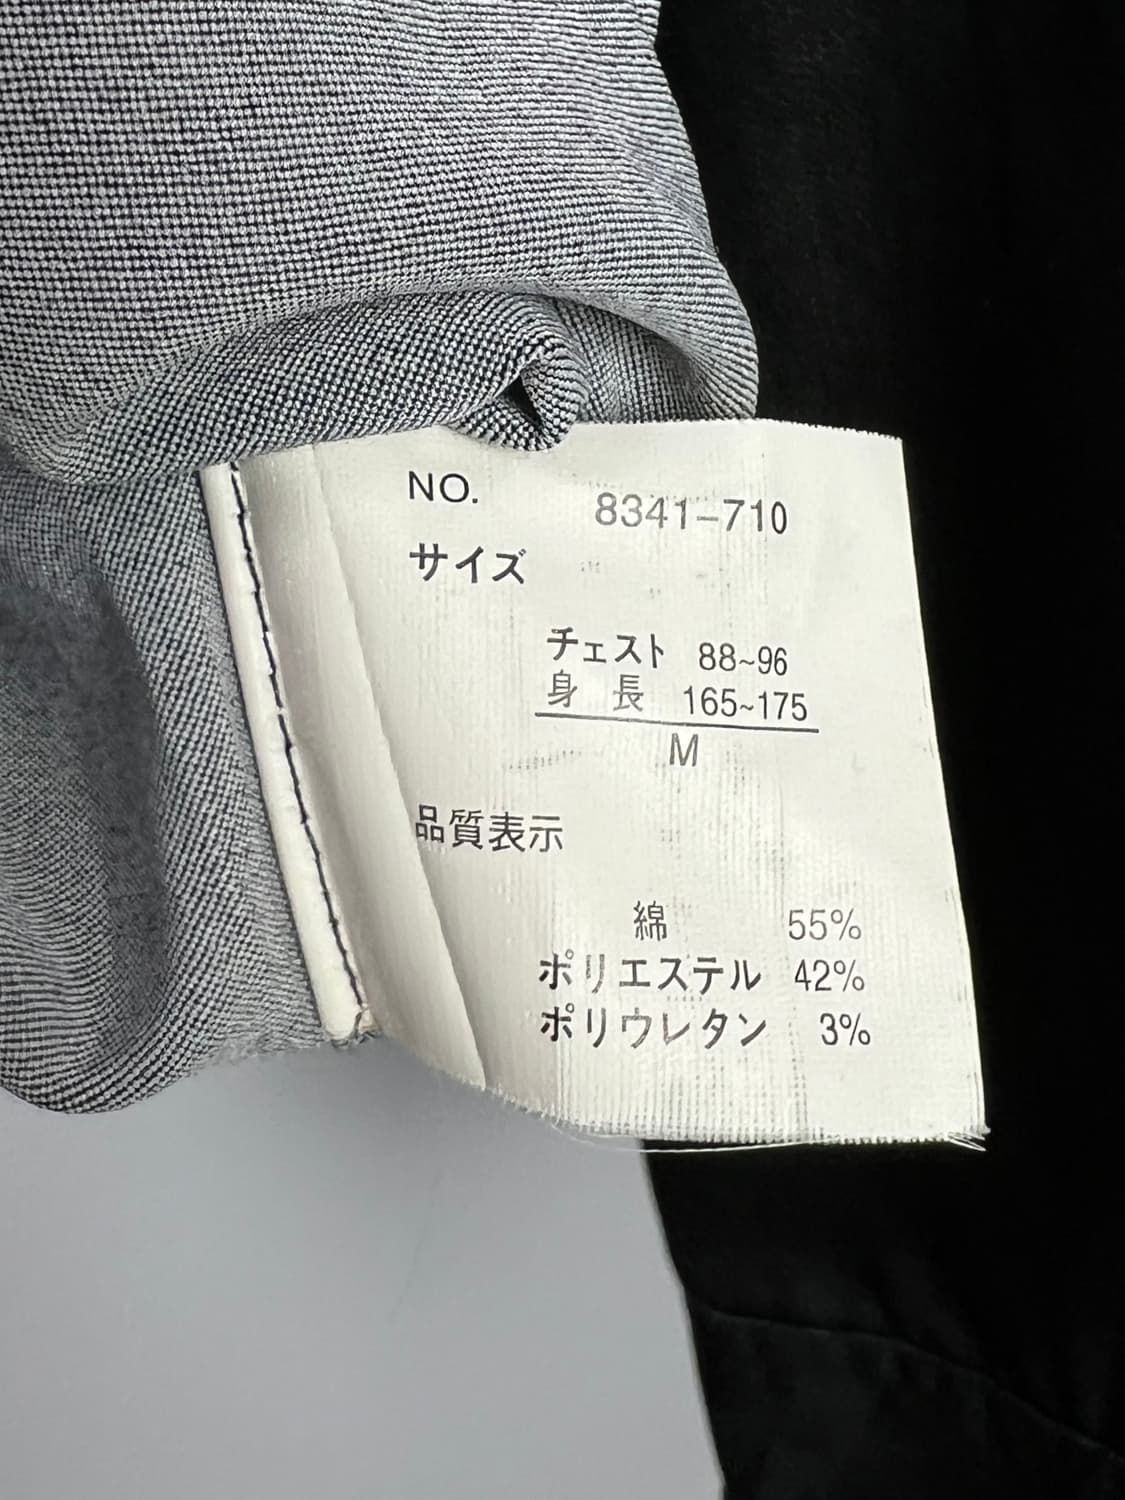 NO. 8341-710
サイズ
チェスト 88~96
身長 165~175
M
品質表示
綿 55%
ポリエステル 42%
ポリウレタン 3%